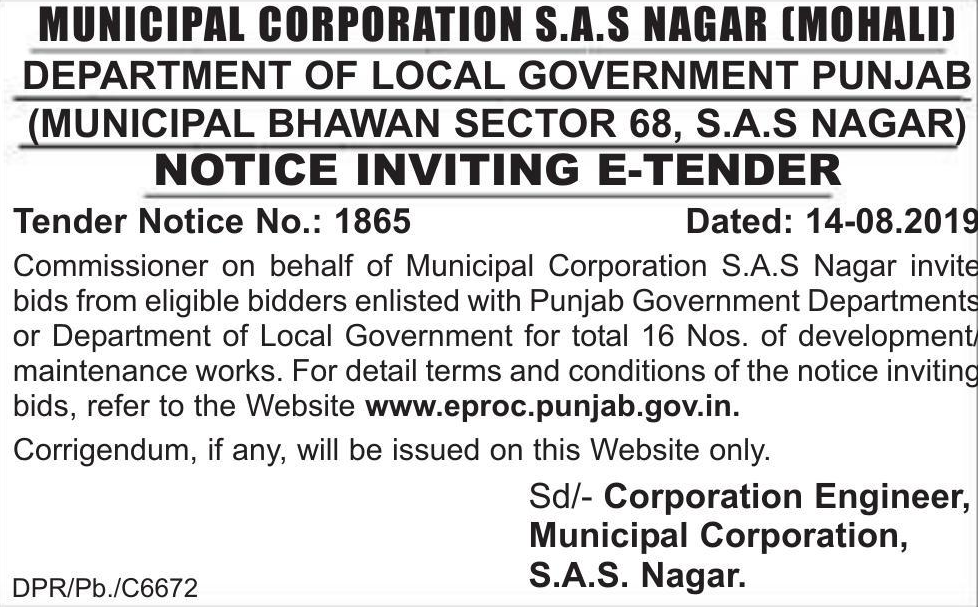 MUNICIPAL CORPORATION S.A.S NAGAR (MOHALI)
DEPARTMENT OF LOCAL GOVERNMENT PUNJAB
(MUNICIPAL BHAWAN SECTOR 68, S.A.S NAGAR)
NOTICE INVITING E-TENDER
Tender Notice No.: 1865 Dated: 14-08.2019
Commissioner on behalf of Municipal Corporation S.A.S Nagar invite
bids from eligible bidders enlisted with Punjab Government Departments
or Department of Local Government for total 16 Nos. of development/
maintenance works. For detail terms and conditions of the notice inviting
bids, refer to the Website www.eproc.punjab.gov.in.
Corrigendum, if any, will be issued on this Website only.
Sd/- Corporation Engineer,
Municipal Corporation,
S.A.S. Nagar.
DPR/Pb./C6672